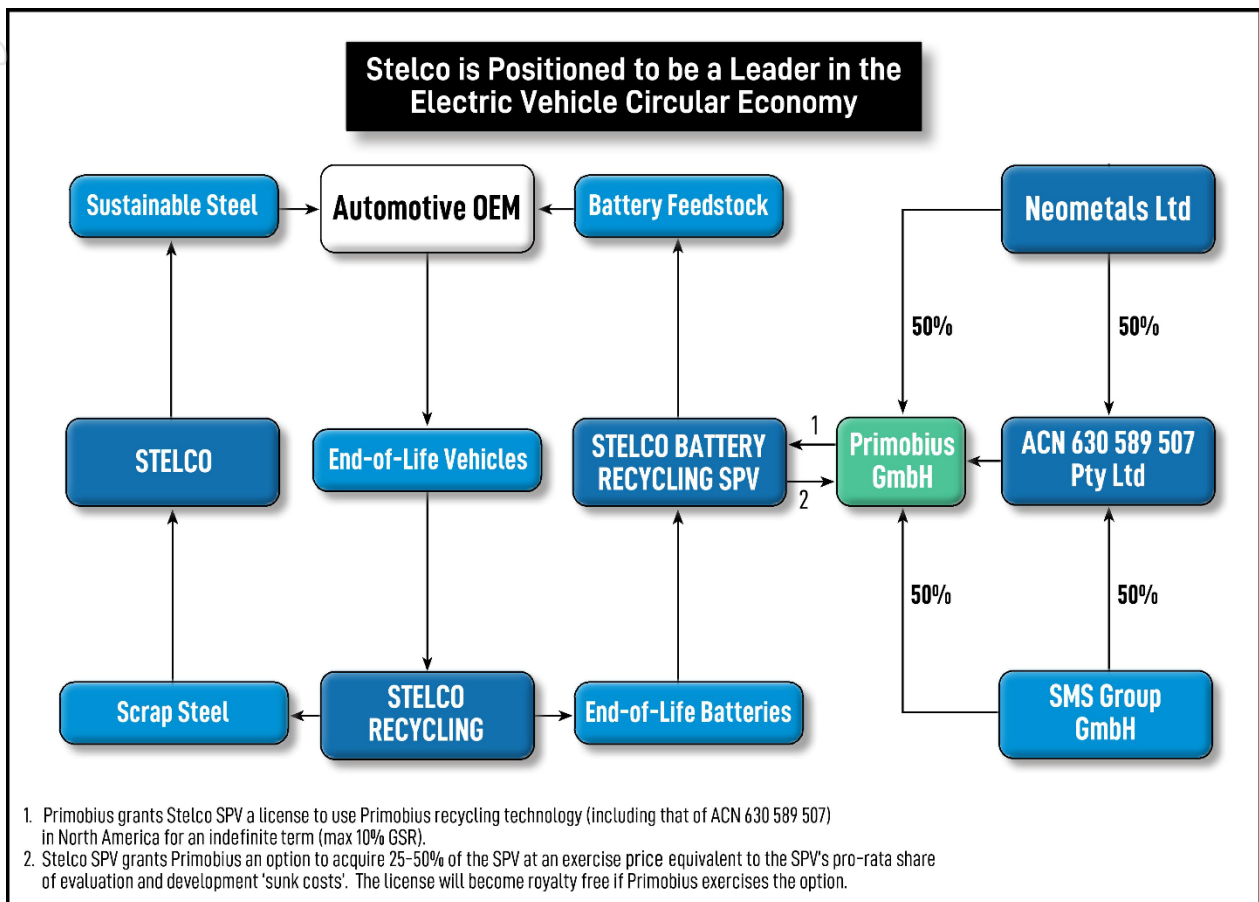 Stelco is Positioned to be a Leader in the
Electric Vehicle Circular Economy
Sustainable Steel
Automotive OEM
Battery Feedstock
Neometals Ltd
50%
50%
STELCO
End-of-Life Vehicles
STELCO BATTERY
RECYCLING SPV
1
2
Primobius
GmbH
ACN 630 589 507
Pty Ltd
50%
50%
Scrap Steel
STELCO
RECYCLING
End-of-Life Batteries
SMS Group
GmbH
1. Primobius grants Stelco SPV a license to use Primobius recycling technology (including that of ACN 630 589 507)
in North America for an indefinite term (max 10% GSR).
2. Stelco SPV grants Primobius an option to acquire 25-50% of the SPV at an exercise price equivalent to the SPV's pro-rata share
of evaluation and development 'sunk costs'. The license will become royalty free if Primobius exercises the option.